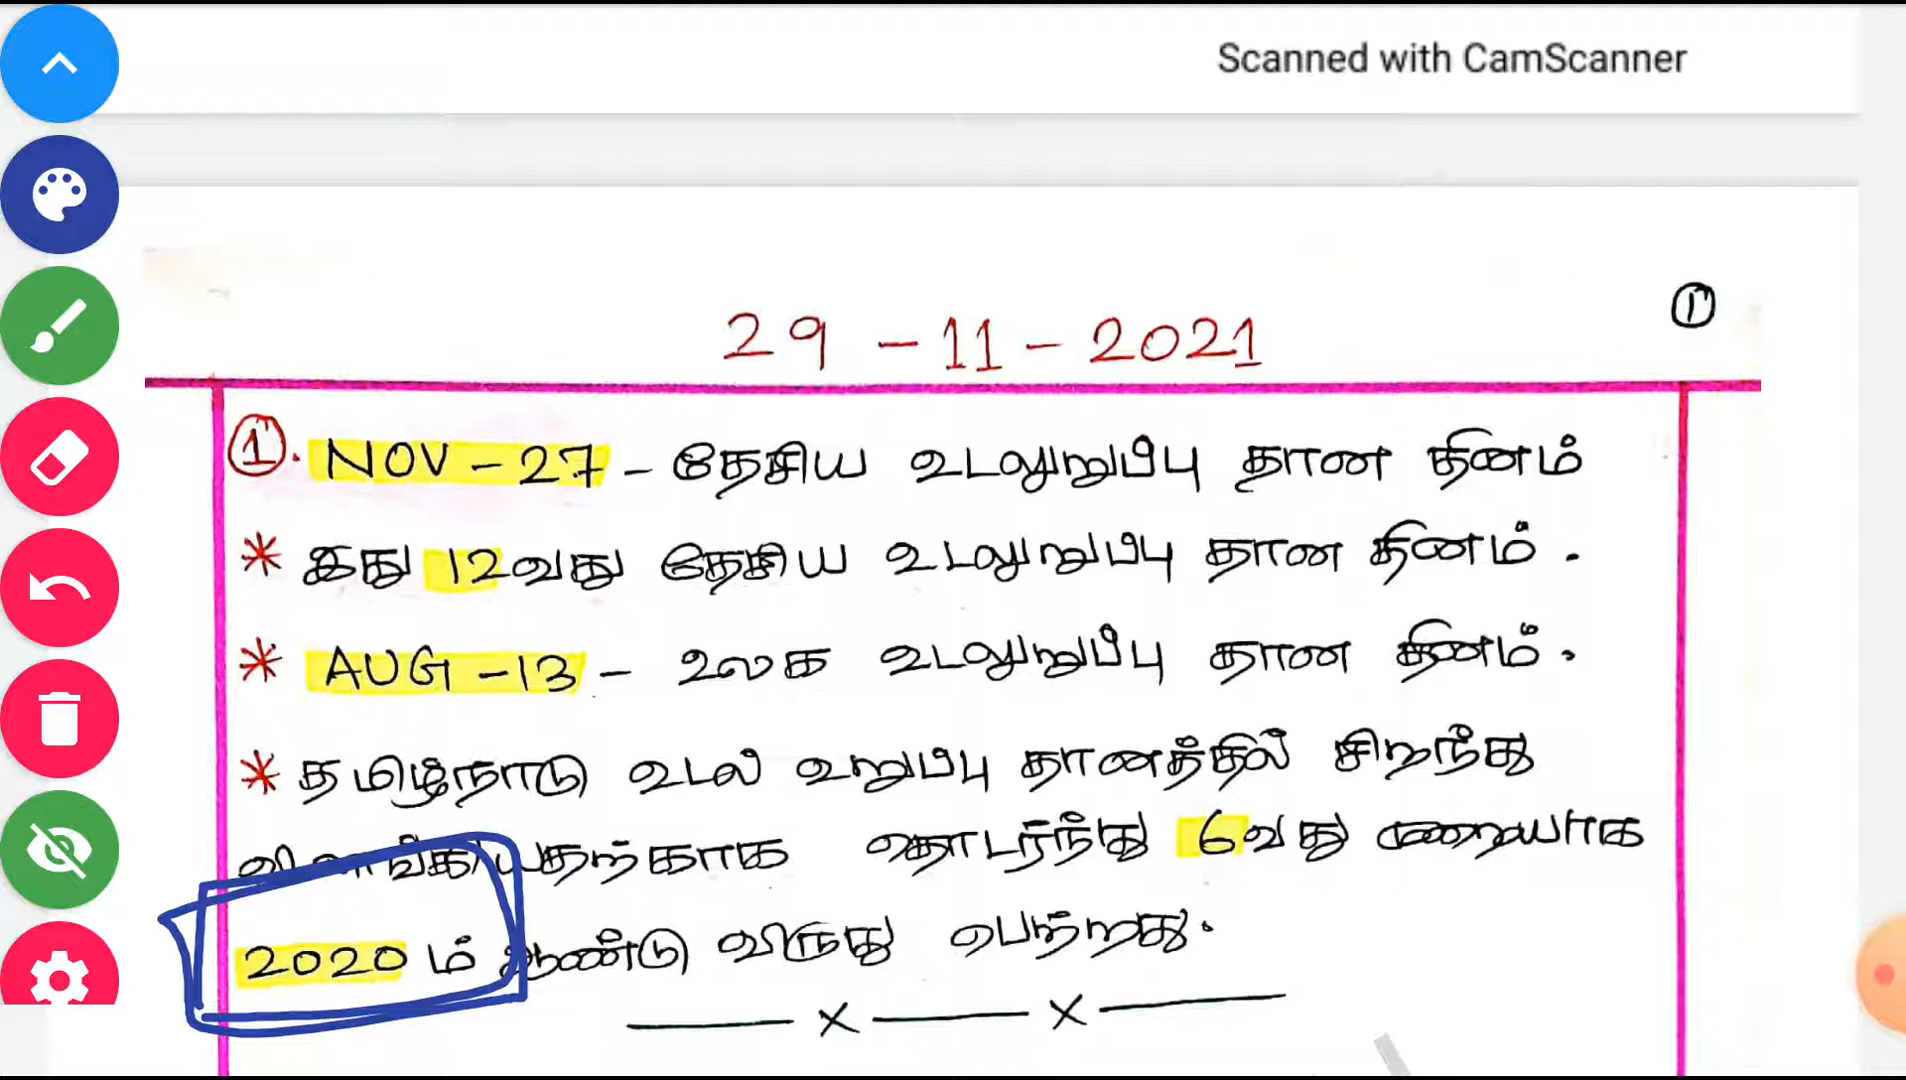 Scanned with CamScanner
1
29 - 11 - 2021
1. NOV - 27 - தேசிய உடலுறுப்பு தான தினம்
* இது 12வது தேசிய உடலுறுப்பு தான தினம்.
* AUG - 13 - உலக உடலுறுப்பு தான தினம்.
* தமிழ்நாடு உடல் உறுப்பு தானத்தில் சிறந்து
விளங்கியதற்காக தொடர்ந்து 6வது முறையாக
2020ம் ஆண்டு விருது பெற்றது.